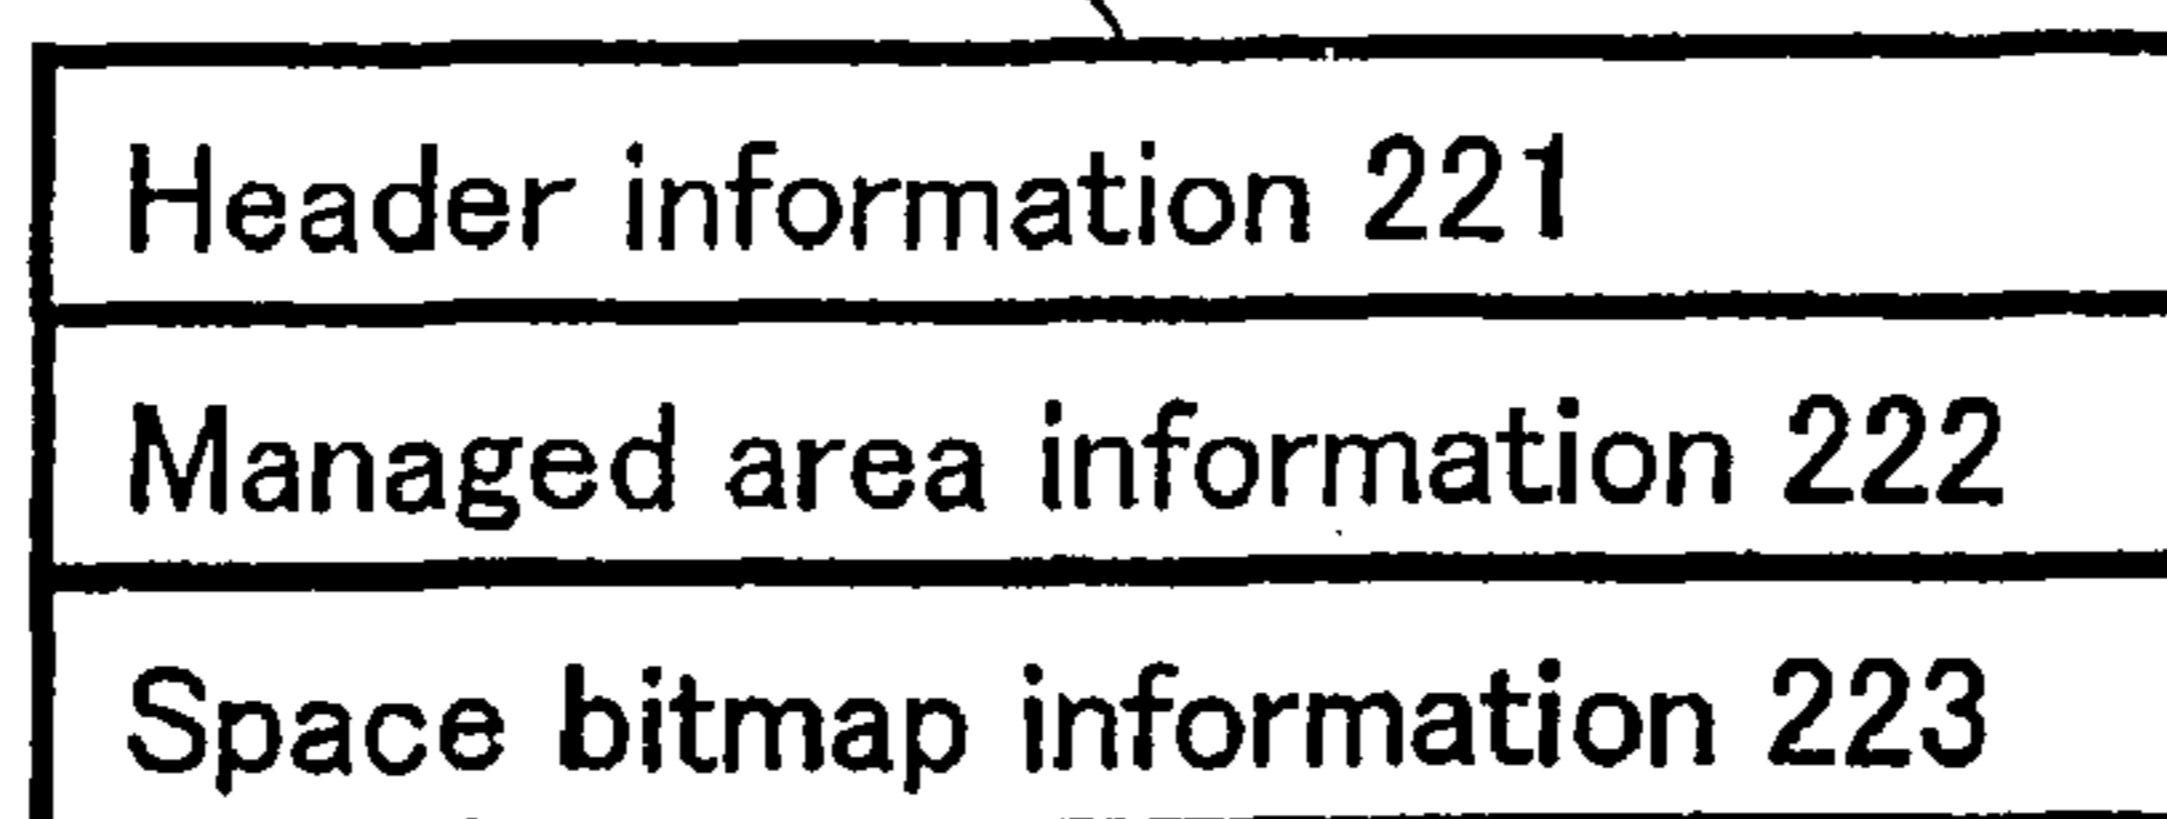 Header information 221
Managed area information 222
Space bitmap information 223